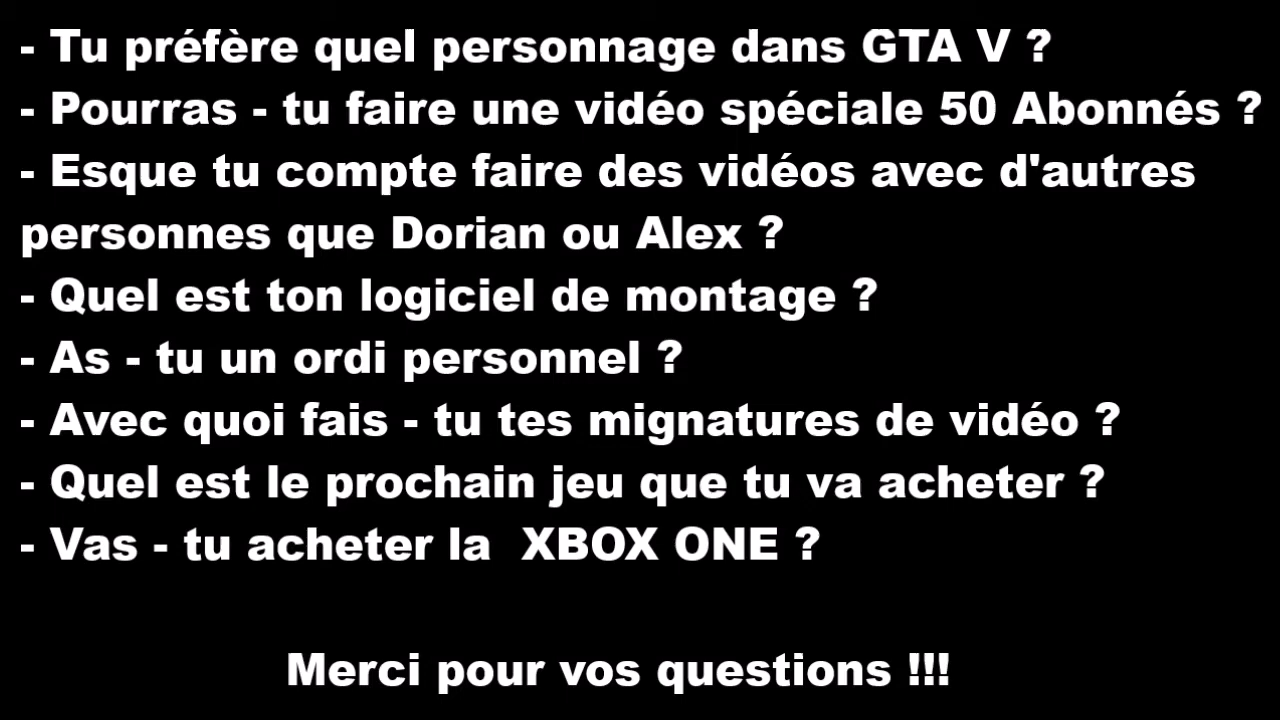 - Tu préfère quel personnage dans GTA V ?
- Pourras - tu faire une vidéo spéciale 50 Abonnés ?
- Esque tu compte faire des vidéos avec d'autres
personnes que Dorian ou Alex ?
- Quel est ton logiciel de montage ?
- As - tu un ordi personnel ?
- Avec quoi fais - tu tes mignatures de vidéo ?
- Quel est le prochain jeu que tu va acheter ?
- Vas - tu acheter la  XBOX ONE ?
Merci pour vos questions !!!